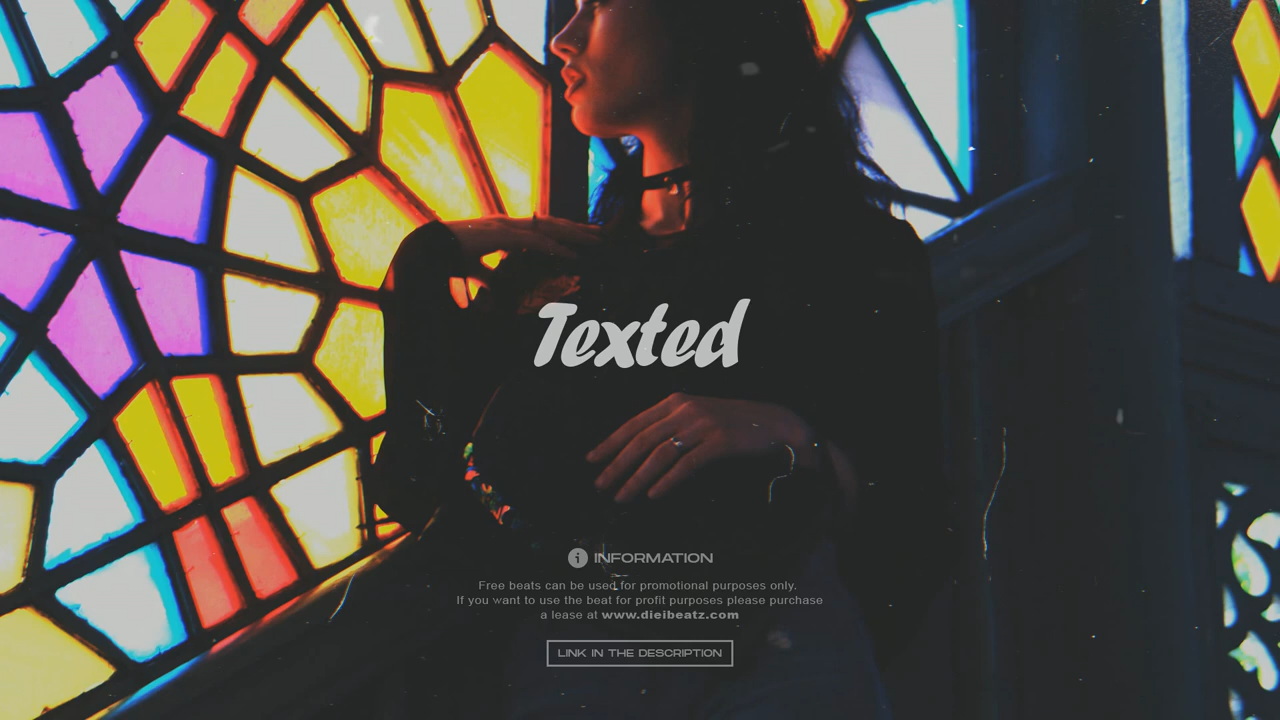 Texted
INFORMATION
Free beats can be used for promotional purposes only.
If you want to use the beat for profit purposes please purchase
a lease at www.dieibeatz.com
LINK IN THE DESCRIPTION